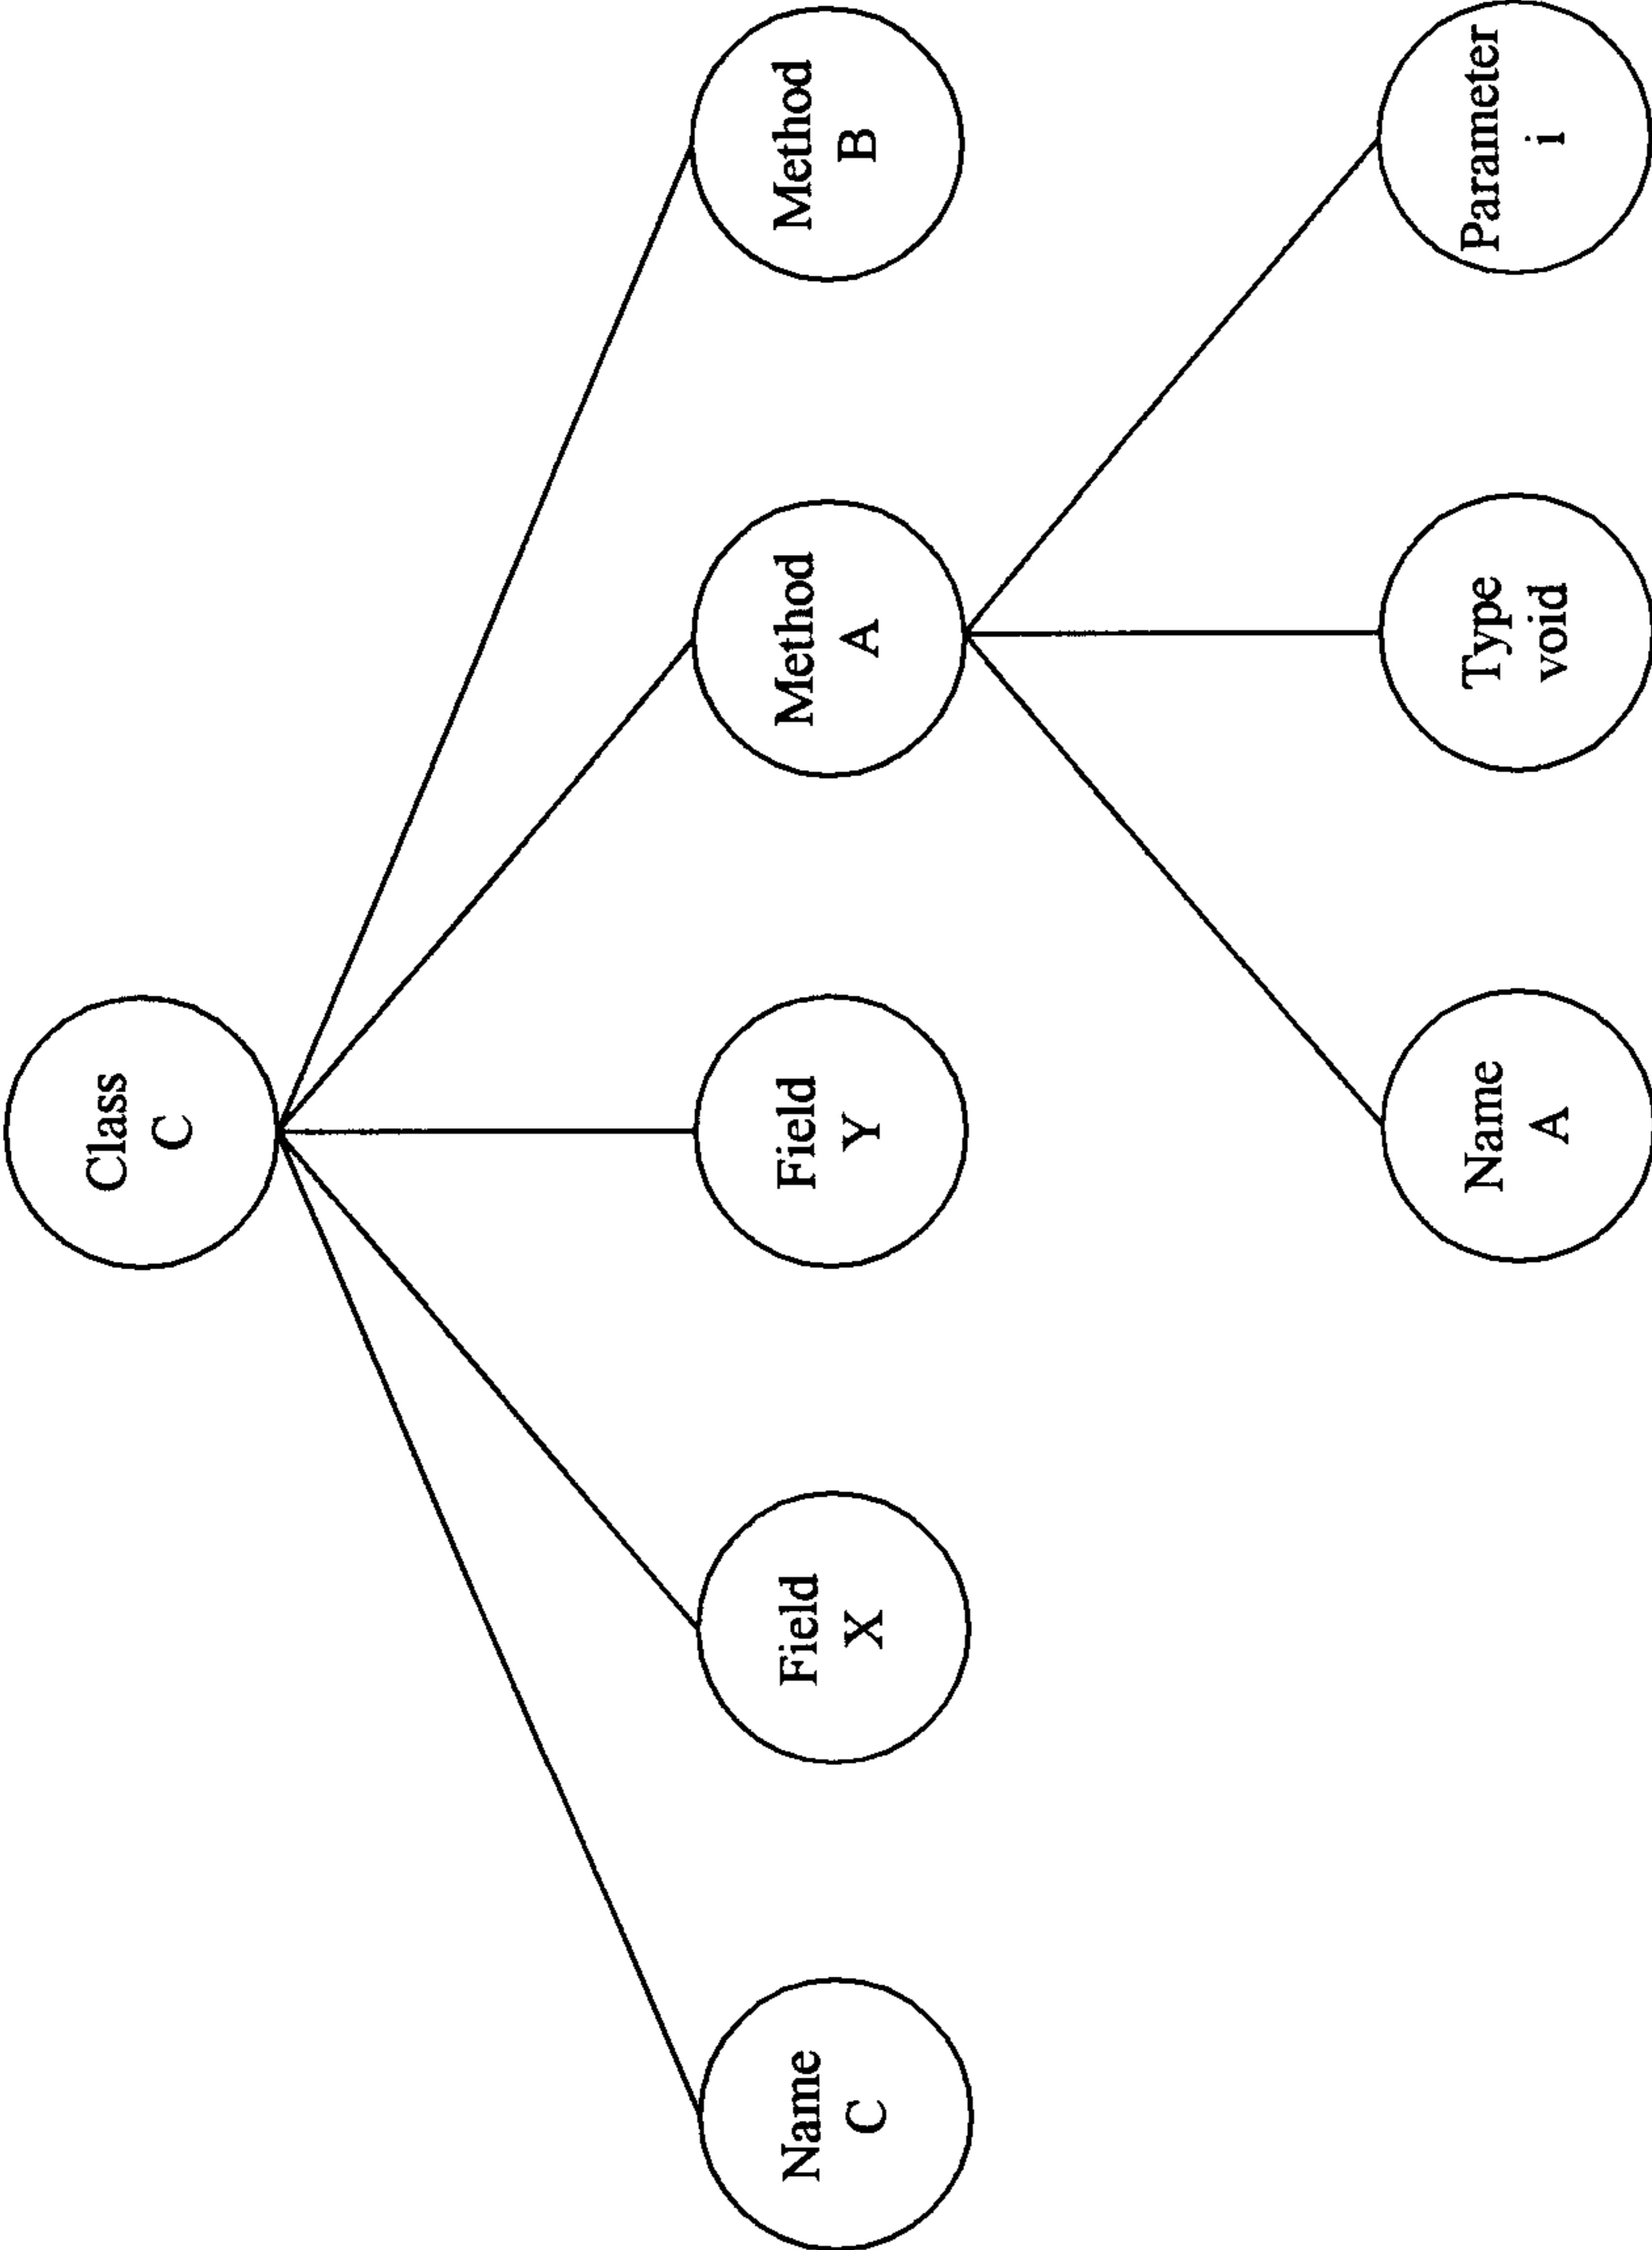 Class
C
Name
C
Field
X
Field
Y
Method
A
Method
B
Name
A
Type
void
Parameter
i